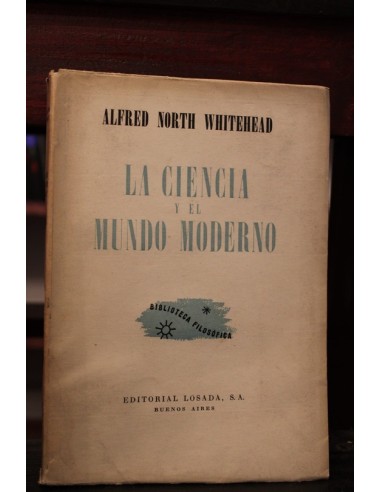 ALFRED NORTH WHITEHEAD
LA CIENCIA
Y EL
MUNDO MODERNO
BIBLIOTECA FILOSÓFICA
EDITORIAL LOSADA, S.A.
BUENOS AIRES